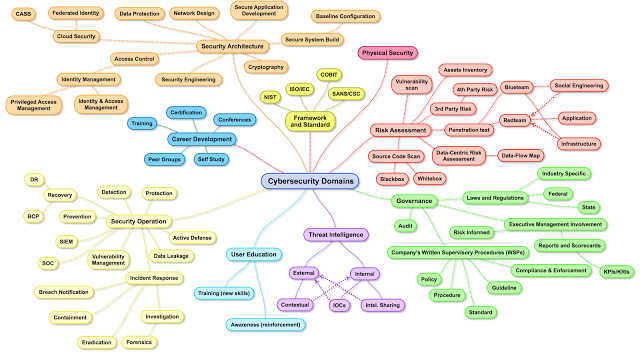 CASB
Federated Identity
Data Protection
Network Design
Secure Application
Development
Baseline Configuration
Cloud Security
Security Architecture
Secure System Build
Access Control
Cryptography
Identity Management
Security Engineering
Privileged Access
Management
Identity & Access
Management
Physical Security
COBIT
ISO/IEC
NIST
SANS/CSC
Framework
and Standard
Vulnerability
scan
Assets Inventory
4th Party Risk
Blueteam
Social Engineering
3rd Party Risk
Redteam
Application
Risk Assessment
Penetration test
Infrastructure
Source Code Scan
Data-Centric Risk
Assessment
Data-Flow Map
Blackbox
Whitebox
Certification
Training
Conferences
Career Development
Peer Groups
Self Study
Cybersecurity Domains
DR
Recovery
Detection
Protection
BCP
Prevention
Security Operation
SIEM
Active Defense
SOC
Vulnerability
Management
Data Leakage
Incident Response
Breach Notification
Containment
Investigation
Eradication
Forensics
User Education
Training (new skills)
Awareness (reinforcement)
Threat Intelligence
External
Internal
Contextual
IOCs
Intel. Sharing
Governance
Industry Specific
Laws and Regulations
Federal
State
Audit
Executive Management Involvement
Risk Informed
Reports and Scorecards
KPIs/KRIs
Company's Written Supervisory Procedures (WSPs)
Compliance & Enforcement
Policy
Procedure
Standard
Guideline